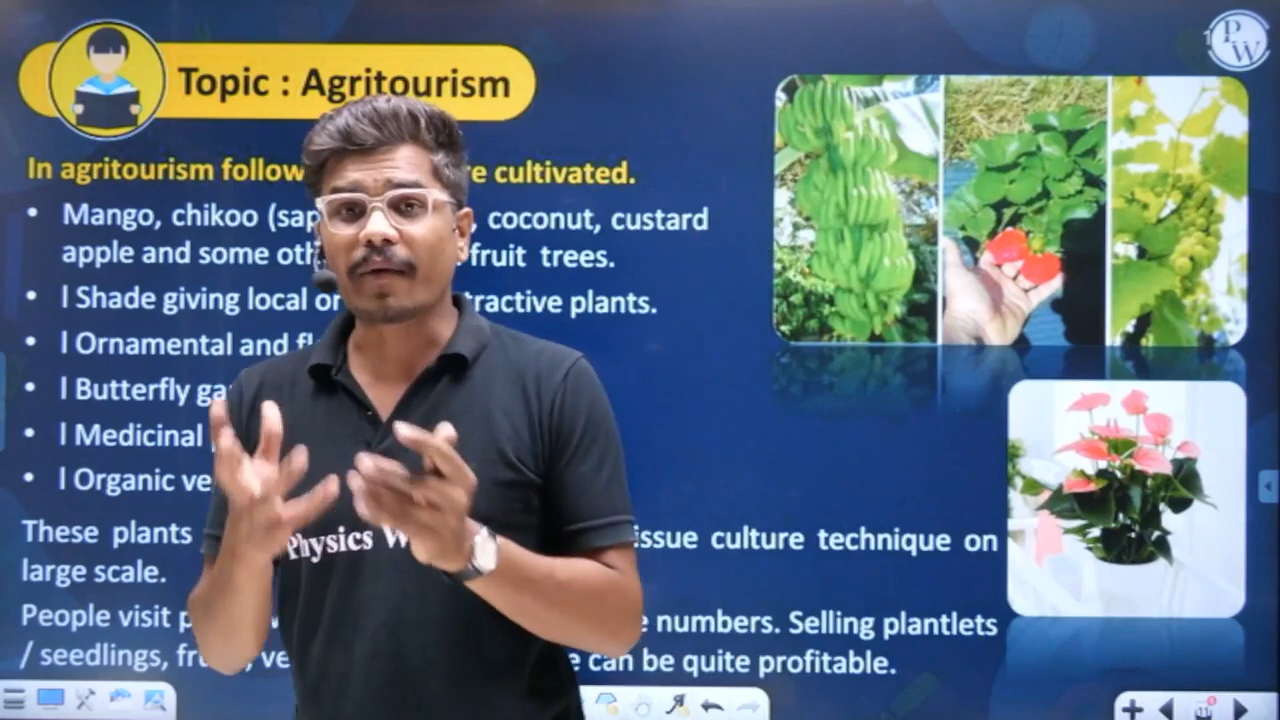 Topic : Agritourism
PW
In agritourism follow re cultivated.
• Mango, chikoo (sap , coconut, custard
apple and some oth fruit trees.
• l Shade giving local or tractive plants.
• l Ornamental and fl
• l Butterfly ga
• l Medicinal
• l Organic ve
These plants issue culture technique on
large scale.
Physics W
People visit p numbers. Selling plantlets
/ seedlings, fru , ve e can be quite profitable.